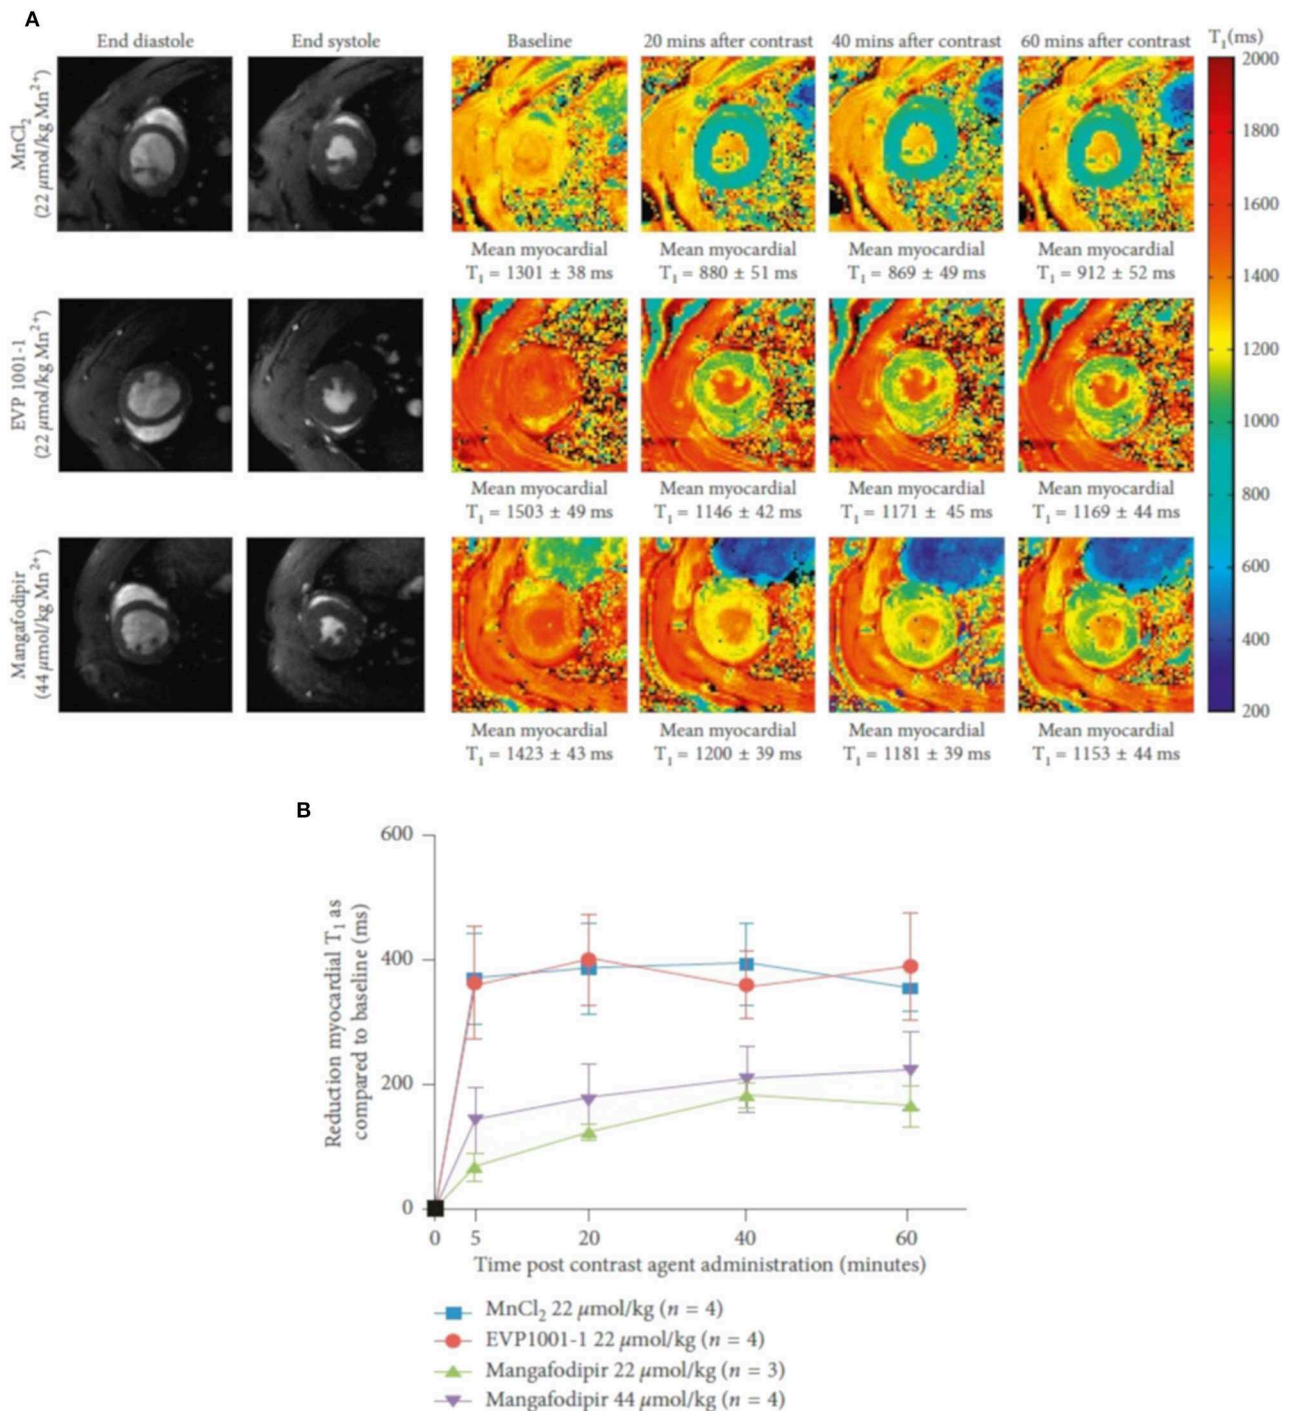 A
End diastole End systole Baseline 20 mins after contrast 40 mins after contrast 60 mins after contrast T₁(ms)
MnCl₂
(22 μmol/kg Mn²⁺)
Mean myocardial Mean myocardial Mean myocardial Mean myocardial
T₁ = 1301 ± 38 ms T₁ = 880 ± 51 ms T₁ = 869 ± 49 ms T₁ = 912 ± 52 ms
EVP 1001-1
(22 μmol/kg Mn²⁺)
Mean myocardial Mean myocardial Mean myocardial Mean myocardial
T₁ = 1503 ± 49 ms T₁ = 1146 ± 42 ms T₁ = 1171 ± 45 ms T₁ = 1169 ± 44 ms
Mangafodipir
(44 μmol/kg Mn²⁺)
Mean myocardial Mean myocardial Mean myocardial Mean myocardial
T₁ = 1423 ± 43 ms T₁ = 1200 ± 39 ms T₁ = 1181 ± 39 ms T₁ = 1153 ± 44 ms
2000
1800
1600
1400
1200
1000
800
600
400
200
B
Reduction myocardial T₁ as
compared to baseline (ms)
600
400
200
0
0 5 20 40 60
Time post contrast agent administration (minutes)
MnCl₂ 22 μmol/kg (n = 4)
EVP1001-1 22 μmol/kg (n = 4)
Mangafodipir 22 μmol/kg (n = 3)
Mangafodipir 44 μmol/kg (n = 4)